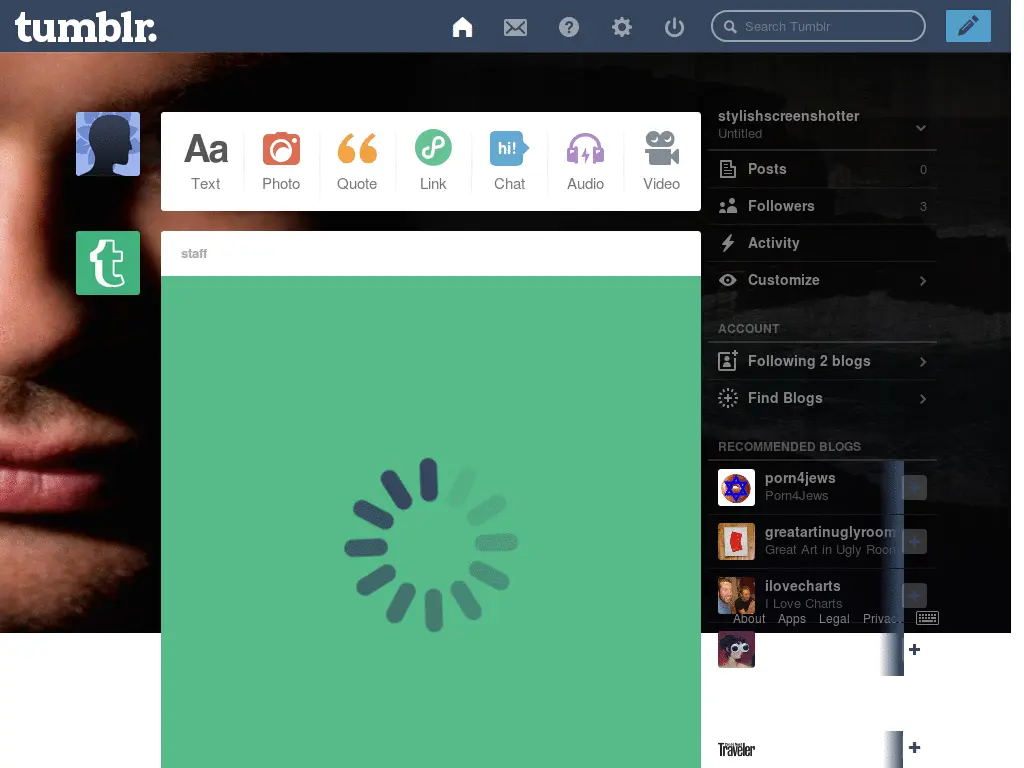 tumblr.
Search Tumblr
Aa
hi!
Text
Photo
Quote
Link
Chat
Audio
Video
staff
stylishscreenshotter
Untitled
Posts 0
Followers 3
Activity
Customize
ACCOUNT
Following 2 blogs
Find Blogs
RECOMMENDED BLOGS
porn4jews
Porn4Jews
greatartinuglyroom
Great Art in Ugly Room
ilovecharts
I Love Charts
About Apps Legal Privac
Traveler